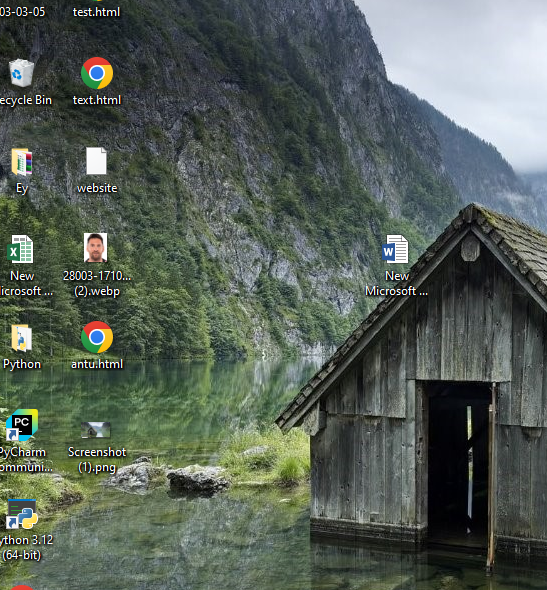 03-03-05
test.html
ecycle Bin
text.html
Ey
website
New
icrosoft ...
28003-1710...
(2).webp
New
Microsoft ...
Python
antu.html
PC
PyCharm
ommuni...
Screenshot
(1).png
ython 3.12
(64-bit)